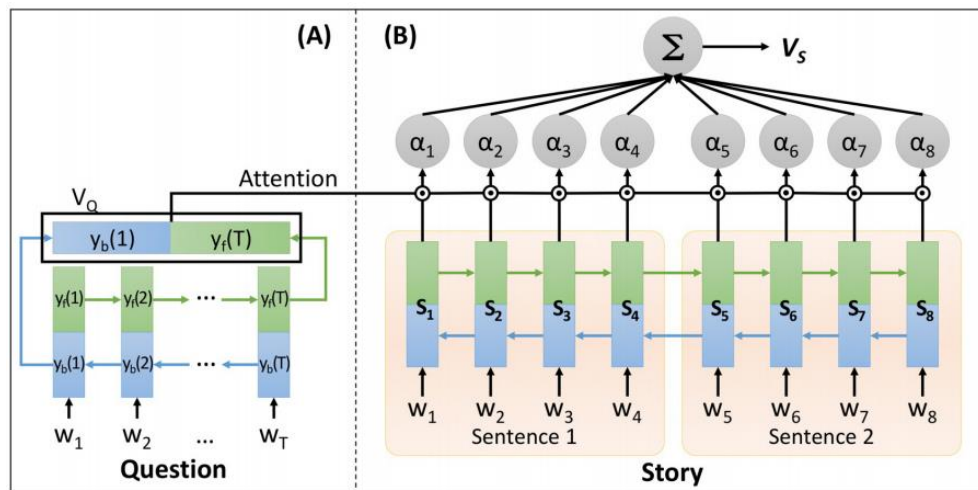 (A)
V_Q
y_b(1) y_f(T)
y_f(1) y_f(2) ... y_f(T)
y_b(1) y_b(2) ... y_b(T)
w_1 w_2 ... w_T
Question
(B)
Σ V_S
α_1 α_2 α_3 α_4 α_5 α_6 α_7 α_8
Attention
S_1 S_2 S_3 S_4 S_5 S_6 S_7 S_8
w_1 w_2 w_3 w_4 w_5 w_6 w_7 w_8
Sentence 1 Sentence 2
Story